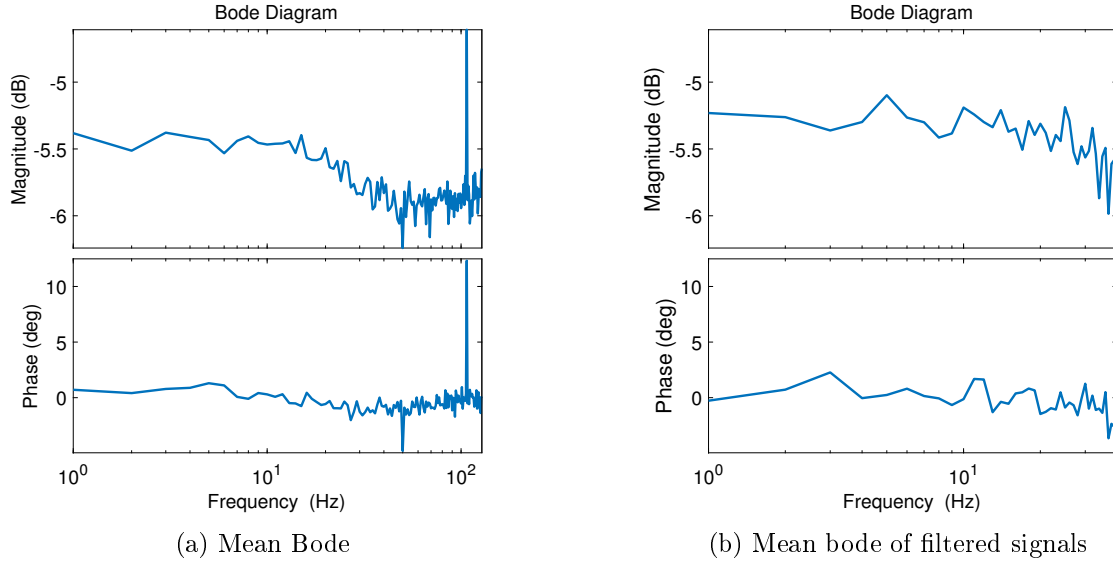 Bode Diagram
Magnitude (dB)
-5
-5.5
-6
Phase (deg)
10
5
0
10^0
10^1
10^2
Frequency (Hz)
(a) Mean Bode
Bode Diagram
Magnitude (dB)
-5
-5.5
-6
Phase (deg)
10
5
0
10^0
10^1
Frequency (Hz)
(b) Mean bode of filtered signals